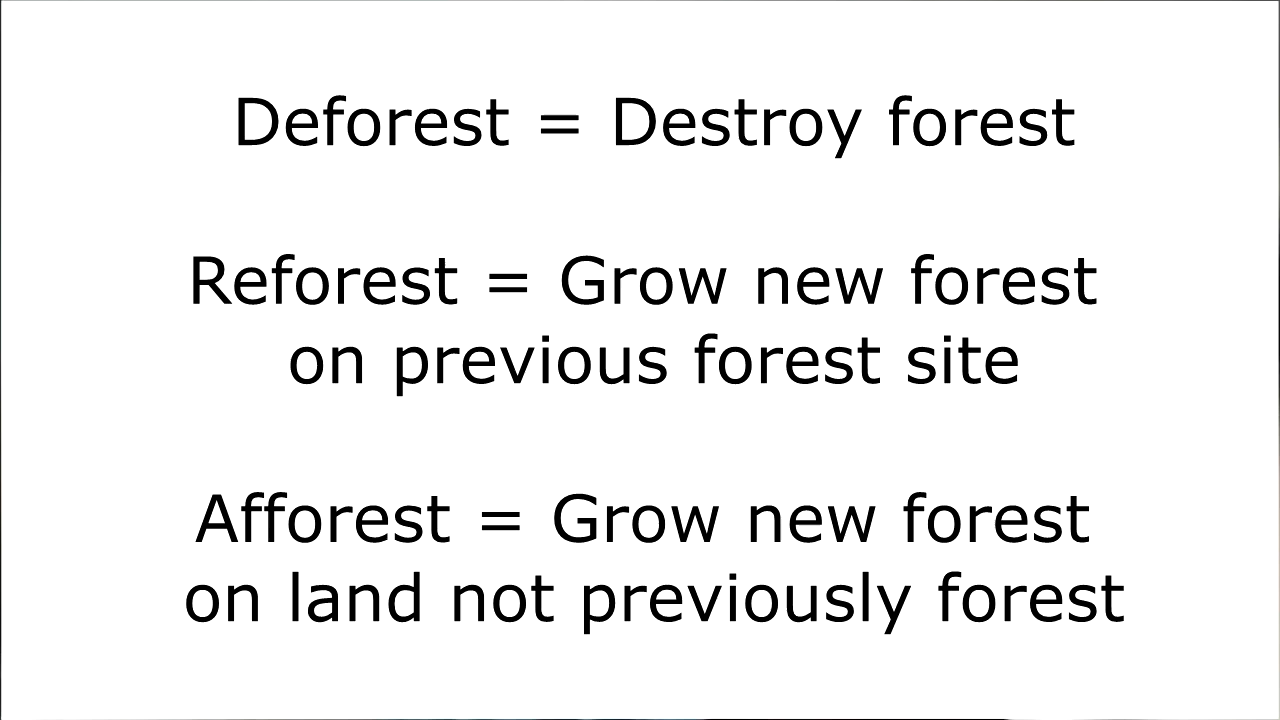 Deforest = Destroy forest
Reforest = Grow new forest
on previous forest site
Afforest = Grow new forest
on land not previously forest